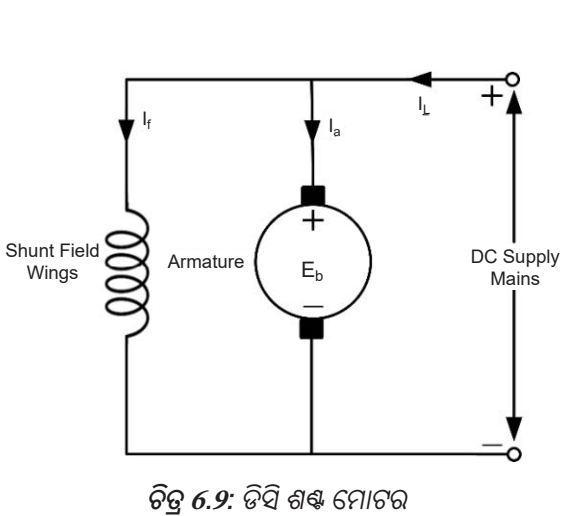 I_f
I_a
I_L
+
+
Shunt Field
Wings
Armature
E_b
DC Supply
Mains
—
—
ଚିତ୍ର 6.9: ଡିସି ଶଣ୍ଟ ମୋଟର